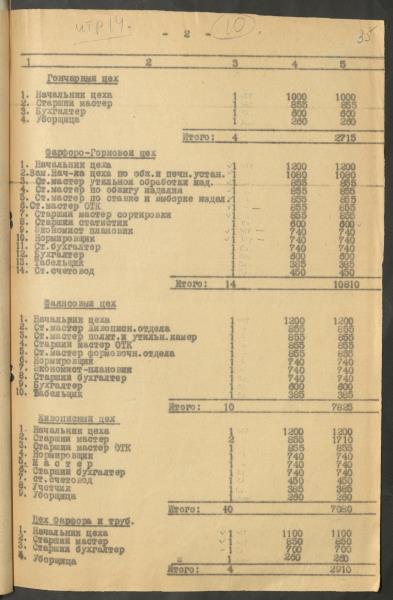 итр14.
10
35
- 2 -
1 2 3 4 5
Гончарный цех
1. Начальник цеха 1 1000 1000
2. Старший мастер 1 855 855
3. Бухгалтер 1 600 600
4. Уборщица 1 260 260
Итого: 4 2715
Фарфоро-Горновой цех
1. Начальник цеха 1 1200 1200
2. Зам.Нач-ка цеха по обж.и печн.устан. 1 1080 1080
3. Ст.мастер утильной обработки изд. 1 855 855
4. Ст.мастер по обжигу изделия 1 855 855
5. Ст.мастер по ставке и выборке издел. 1 855 855
6. Ст.мастер ОТК 1 855 855
7. Старший мастер сортировки 1 855 855
8. Старший статистик 1 600 600
9. Экономист плановик 1 740 740
10. Нормировщик 1 740 740
11. Ст.бухгалтер 1 740 740
12. Бухгалтер 1 600 600
13. Табельщик 1 385 385
14. Ст.счетовод 1 450 450
Итого: 14 10810
Фаянсовый цех
1. Начальник цеха 1 1200 1200
2. Ст.мастер живописн.отдела 1 855 855
3. Ст.мастер полит.и утильн.камер 1 855 855
4. Старший мастер ОТК 1 855 855
5. Ст.мастер формовочн.отдела 1 855 855
6. Нормировщик 1 740 740
7. Экономист-плановик 1 740 740
8. Старший бухгалтер 1 740 740
9. Бухгалтер 1 600 600
10. Табельщик 1 385 385
Итого: 10 7825
Живописный цех
1. Начальник цеха 1 1200 1200
2. Старший мастер 2 855 1710
3. Старший мастер ОТК 1 855 855
4. Нормировщик 1 740 740
5. М а с т е р 1 740 740
6. Старший бухгалтер 1 740 740
7. ст.счетовод 1 450 450
8. Учетчик 1 385 385
9. Уборщица 1 260 260
Итого: 40 7080
Цех Фарфора и труб.
1. Начальник цеха 1 1100 1100
2. Старший мастер 1 850 850
3. Старший бухгалтер 1 700 700
4. Уборщица " 1 260 260
Итого: 4 2910